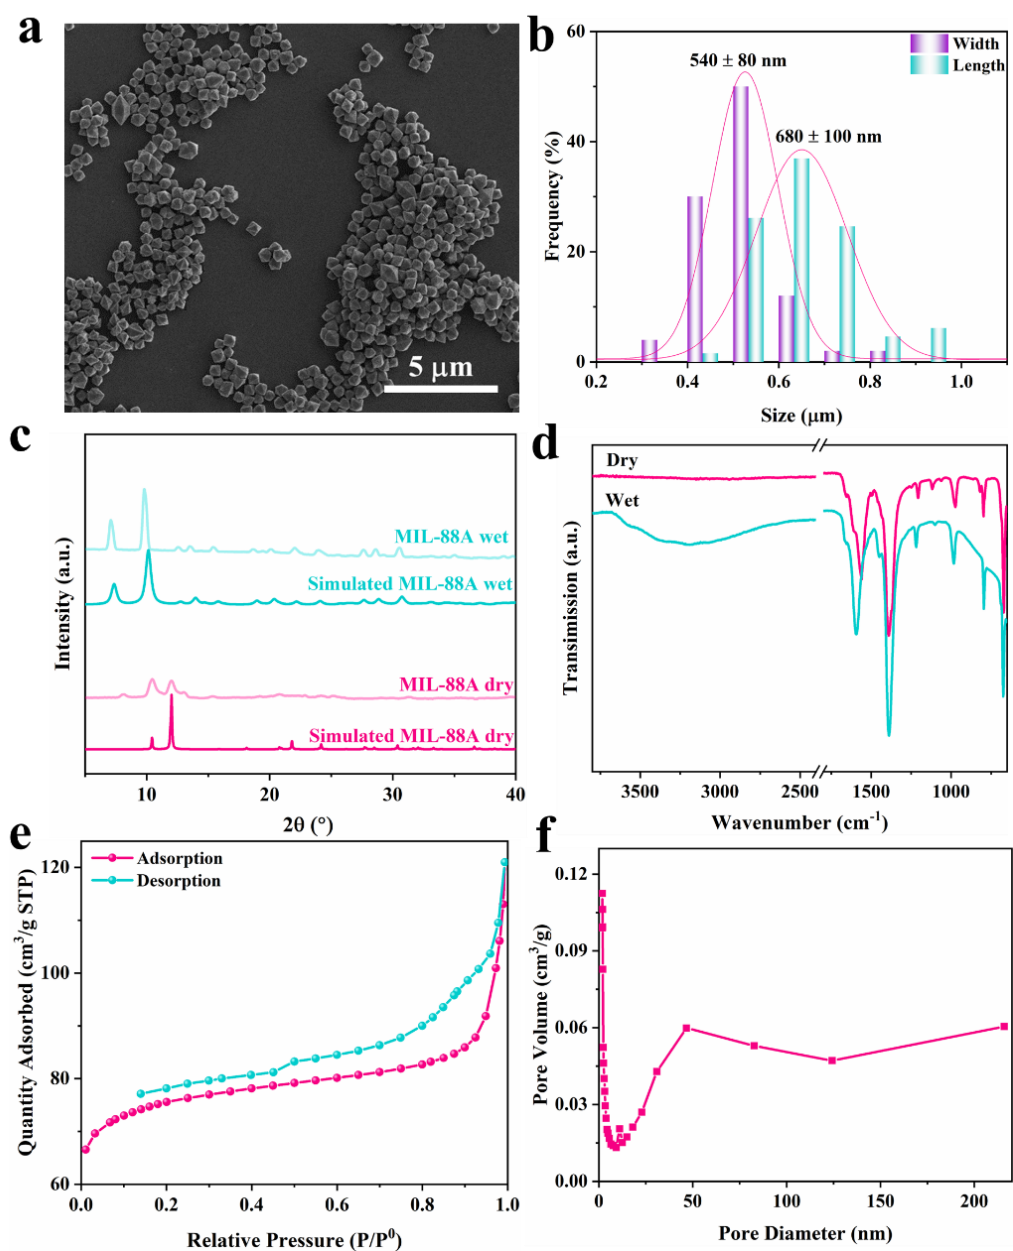 a
5 μm
b
60
40
20
0
Frequency (%)
540 ± 80 nm
680 ± 100 nm
Width
Length
0.2 0.4 0.6 0.8 1.0
Size (μm)
c
Intensity (a.u.)
MIL-88A wet
Simulated MIL-88A wet
MIL-88A dry
Simulated MIL-88A dry
10 20 30 40
2θ (°)
d
Transimission (a.u.)
Dry
Wet
3500 3000 2500 1500 1000
Wavenumber (cm-1)
e
Quantity Adsorbed (cm3/g STP)
120
100
80
60
Adsorption
Desorption
0.0 0.2 0.4 0.6 0.8 1.0
Relative Pressure (P/P0)
f
Pore Volume (cm3/g)
0.12
0.09
0.06
0.03
0.00
0 50 100 150 200
Pore Diameter (nm)